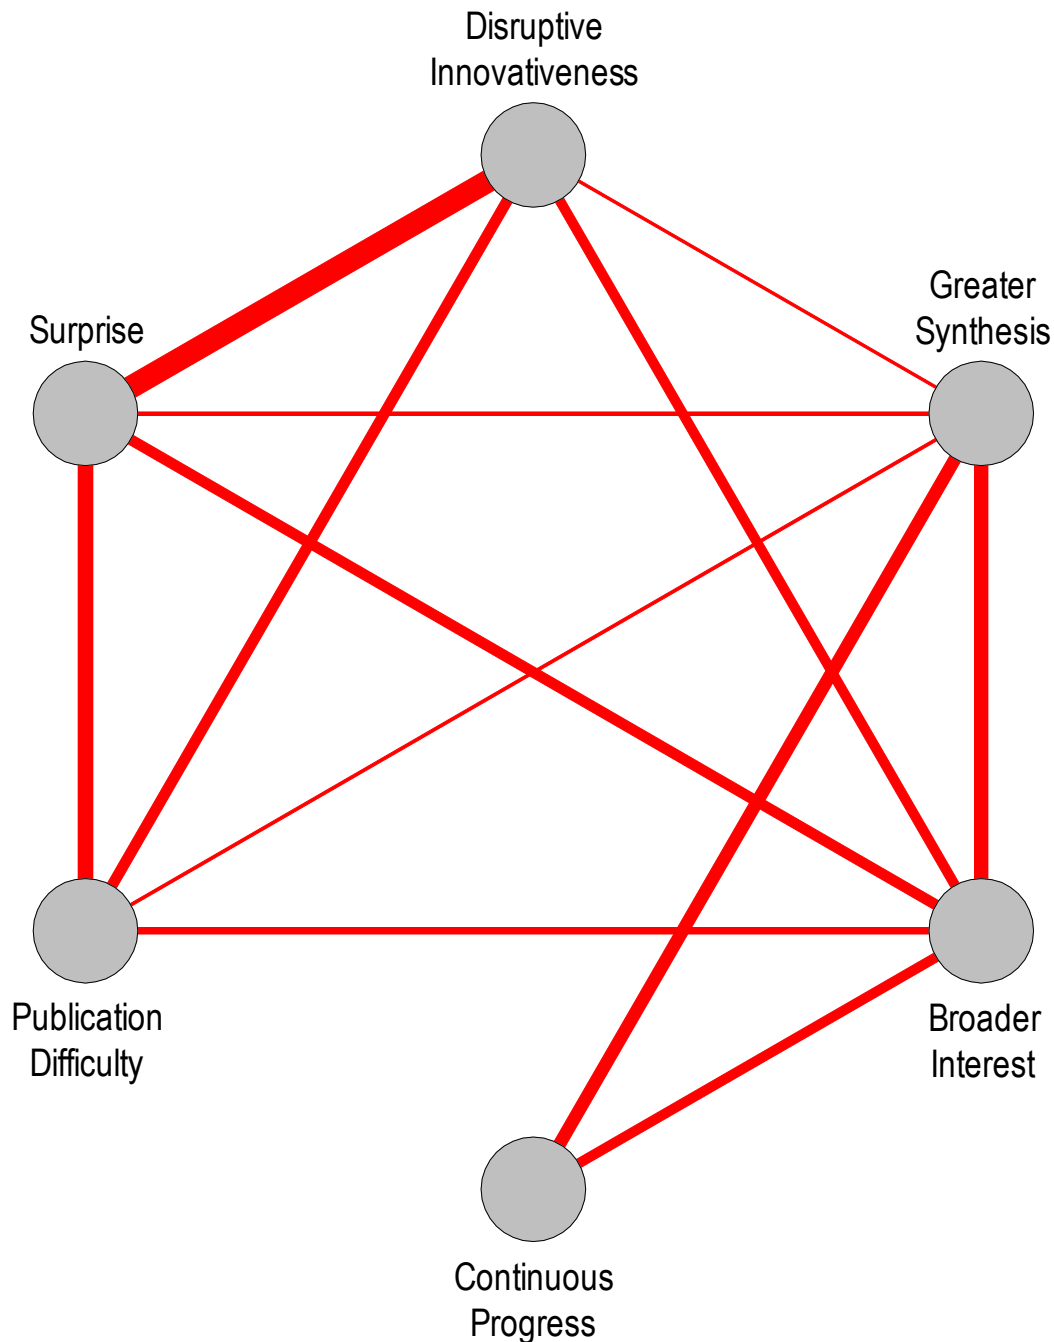 Disruptive
Innovativeness
Greater
Synthesis
Surprise
Publication
Difficulty
Broader
Interest
Continuous
Progress